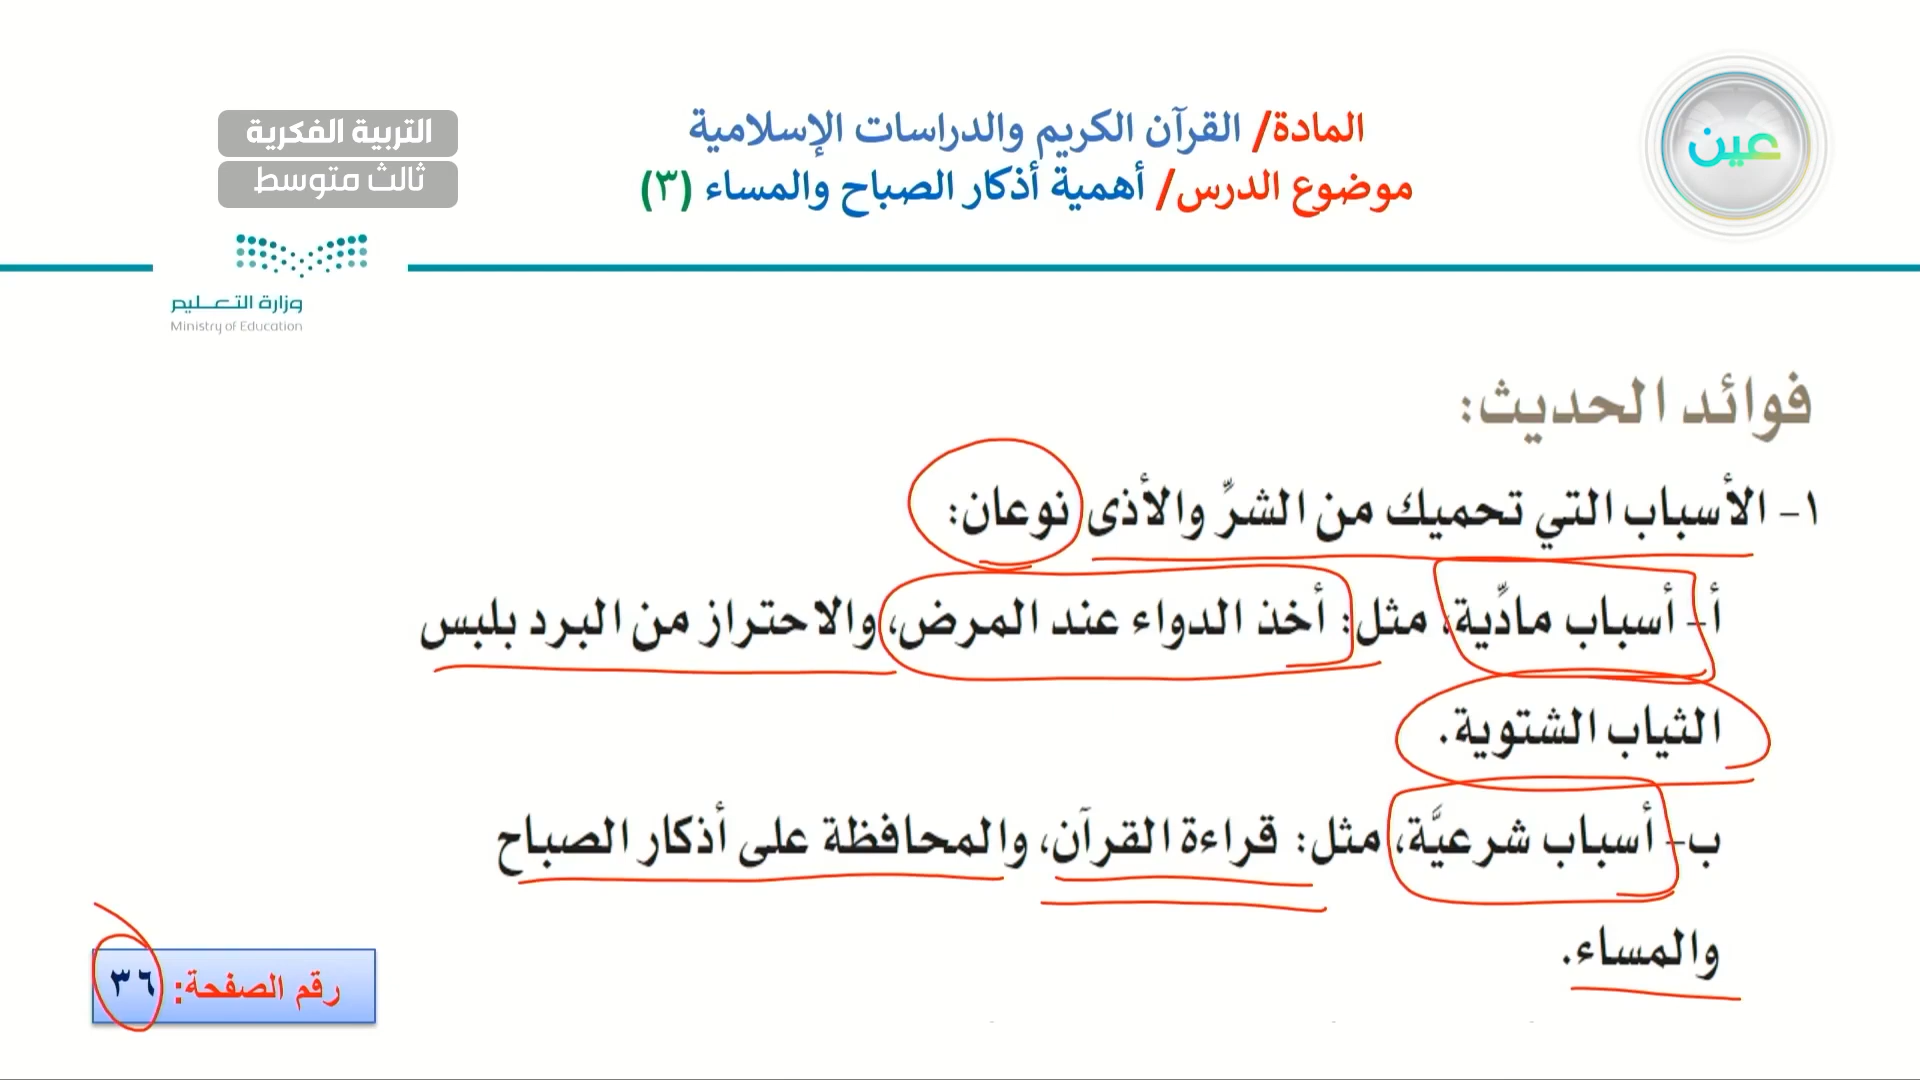 المادة/ القرآن الكريم والدراسات الإسلامية
موضوع الدرس/ أهمية أذكار الصباح والمساء (٣)
عين
التربية الفكرية
ثالث متوسط
وزارة التعليم
Ministry of Education
فوائد الحديث:
١- الأسباب التي تحميك من الشرِّ والأذى نوعان:
أ- أسباب مادِّية، مثل: أخذ الدواء عند المرض، والاحتراز من البرد بلبس
الثياب الشتوية.
ب- أسباب شرعيَّة، مثل: قراءة القرآن، والمحافظة على أذكار الصباح
والمساء.
رقم الصفحة: ٣٦